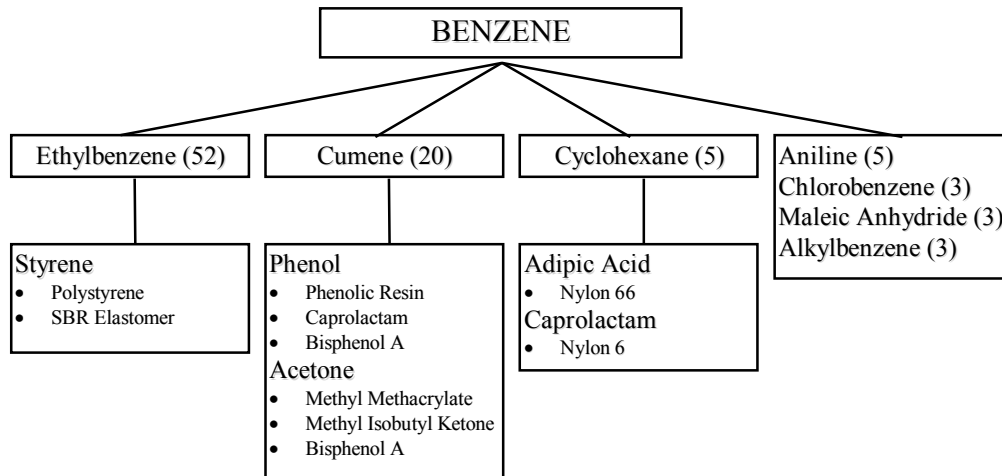 BENZENE
Ethylbenzene (52)
Cumene (20)
Cyclohexane (5)
Aniline (5)
Chlorobenzene (3)
Maleic Anhydride (3)
Alkylbenzene (3)
Styrene
• Polystyrene
• SBR Elastomer
Phenol
• Phenolic Resin
• Caprolactam
• Bisphenol A
Acetone
• Methyl Methacrylate
• Methyl Isobutyl Ketone
• Bisphenol A
Adipic Acid
• Nylon 66
Caprolactam
• Nylon 6